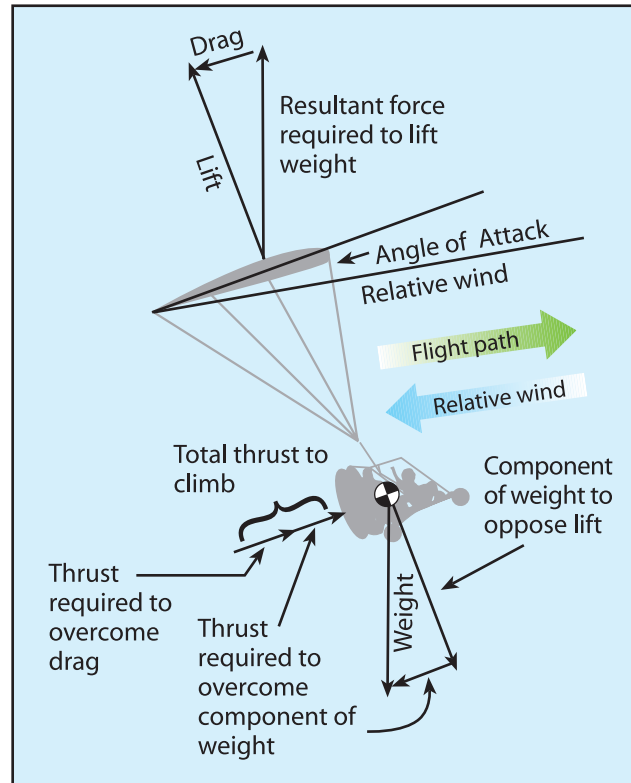 Drag
Lift
Resultant force
required to lift
weight
Angle of Attack
Relative wind
Flight path
Relative wind
Total thrust to
climb
Component
of weight to
oppose lift
Weight
Thrust
required to
overcome
drag
Thrust
required to
overcome
component of
weight